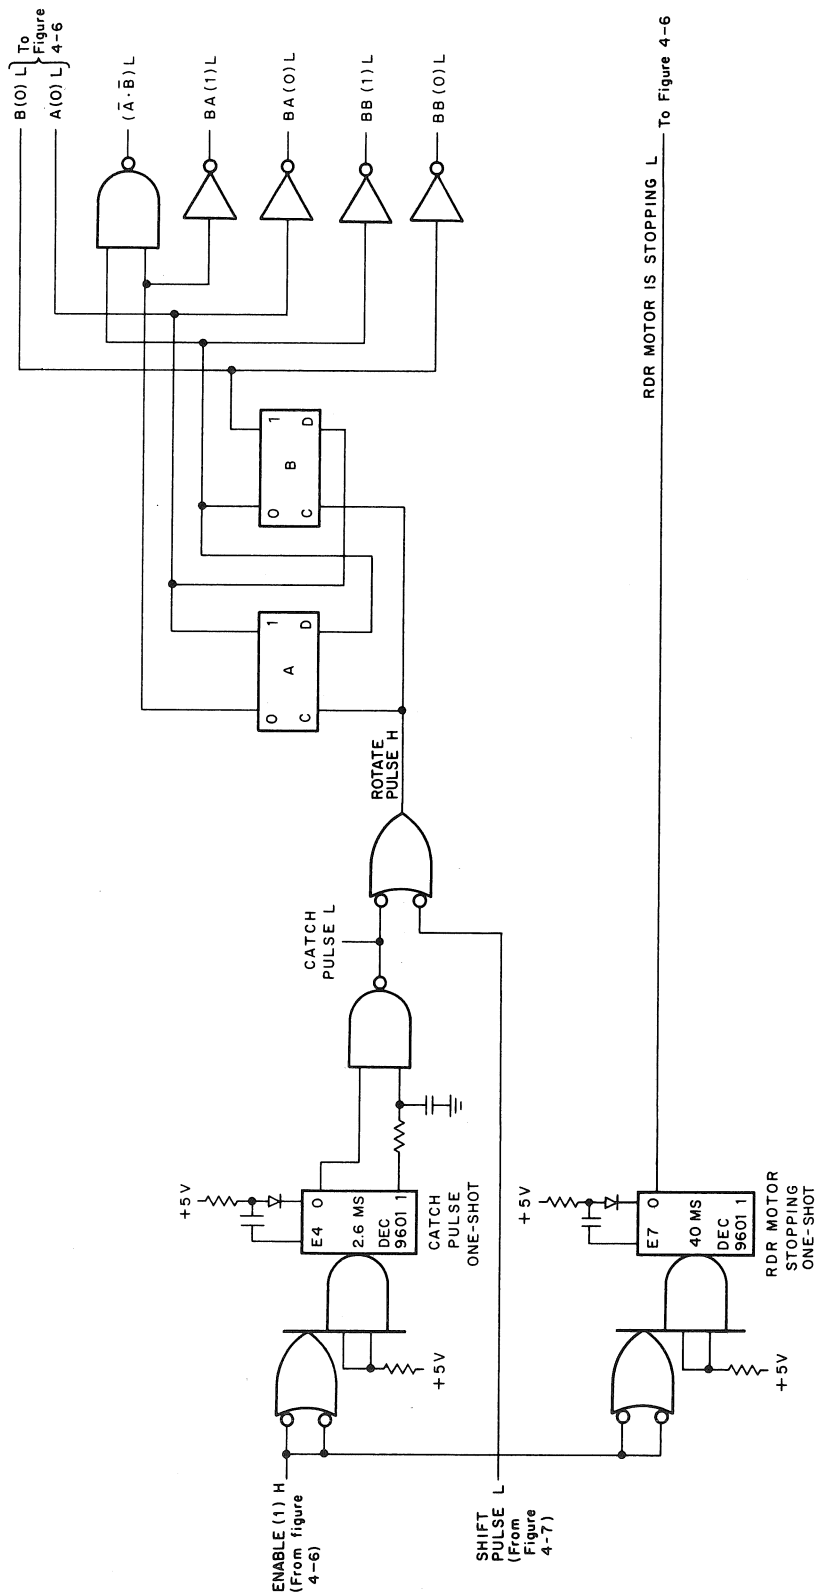 B(0) L
A(0) L
To
Figure
4-6
(Ā·B̄) L
BA(1) L
BA(0) L
BB(1) L
BB(0) L
RDR MOTOR IS STOPPING L
To Figure 4-6
1
D
B
0
C
1
D
A
0
C
ROTATE
PULSE H
CATCH
PULSE L
+5V
E4 0
2.6 MS
DEC
9601 1
CATCH
PULSE
ONE-SHOT
+5V
+5V
E7 0
40 MS
DEC
9601 1
RDR MOTOR
STOPPING
ONE-SHOT
+5V
ENABLE (1) H
(From figure
4-6)
SHIFT
PULSE L
(From
Figure
4-7)